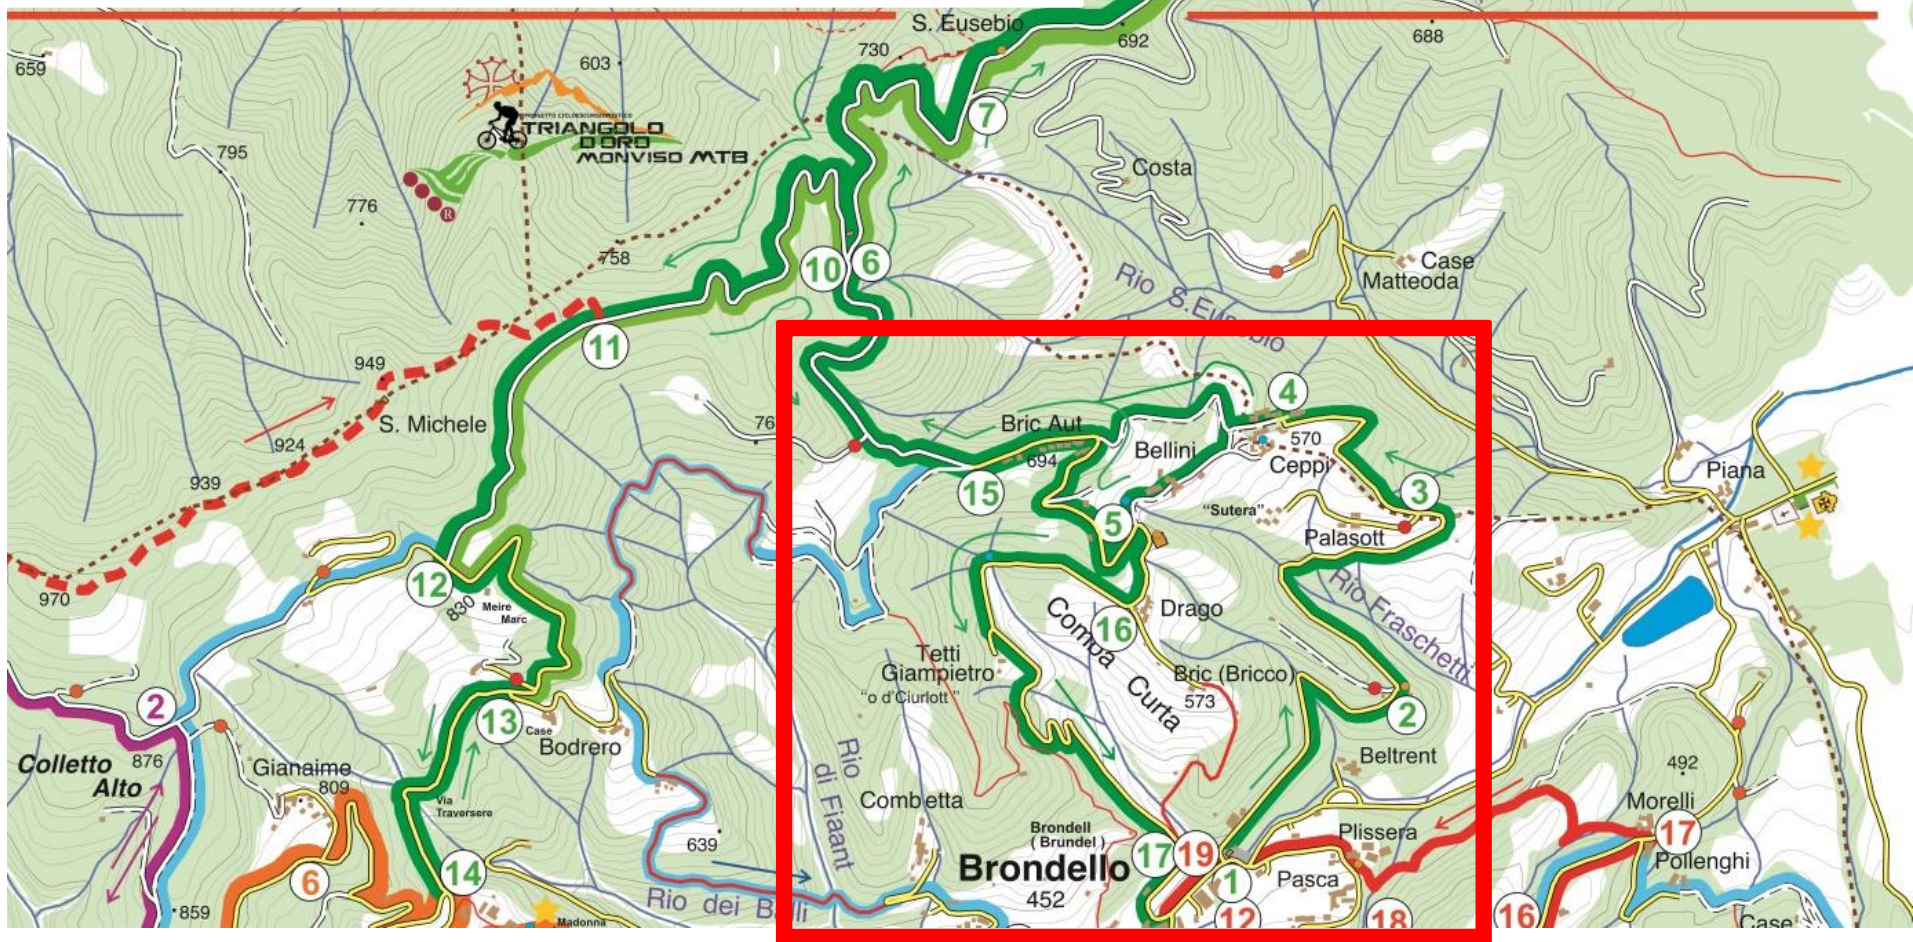 S. Eusebio
730
692
688
659
603
PROGETTO CICLOESCURSIONISTICO
TRIANGOLO
D'ORO
MONVISO MTB
R
7
795
Costa
776
758
10
6
Case
Matteoda
Rio S.Eusebio
11
949
S. Michele
4
Bric Aut
694
Bellini
570
Ceppi
76
924
939
Piana
15
3
5
"Sutera"
Palasott
970
12
830
Meire
Marc
Rio Fraschetti
Comba
Curta
16
Drago
Tetti
Giampietro
"o d'Ciurlott"
Bric (Bricco)
573
2
2
13
Case
Bodrero
Beltrent
Colletto
Alto
876
Gianaime
809
Via
Traversere
Rio
di Fiaant
Combetta
492
Morelli
17
Pollenghi
639
Brondell
( Brundel )
Brondello
452
17
19
1
Plissera
Pasca
6
14
859
Rio dei Balli
Madonna
12
18
16
Case